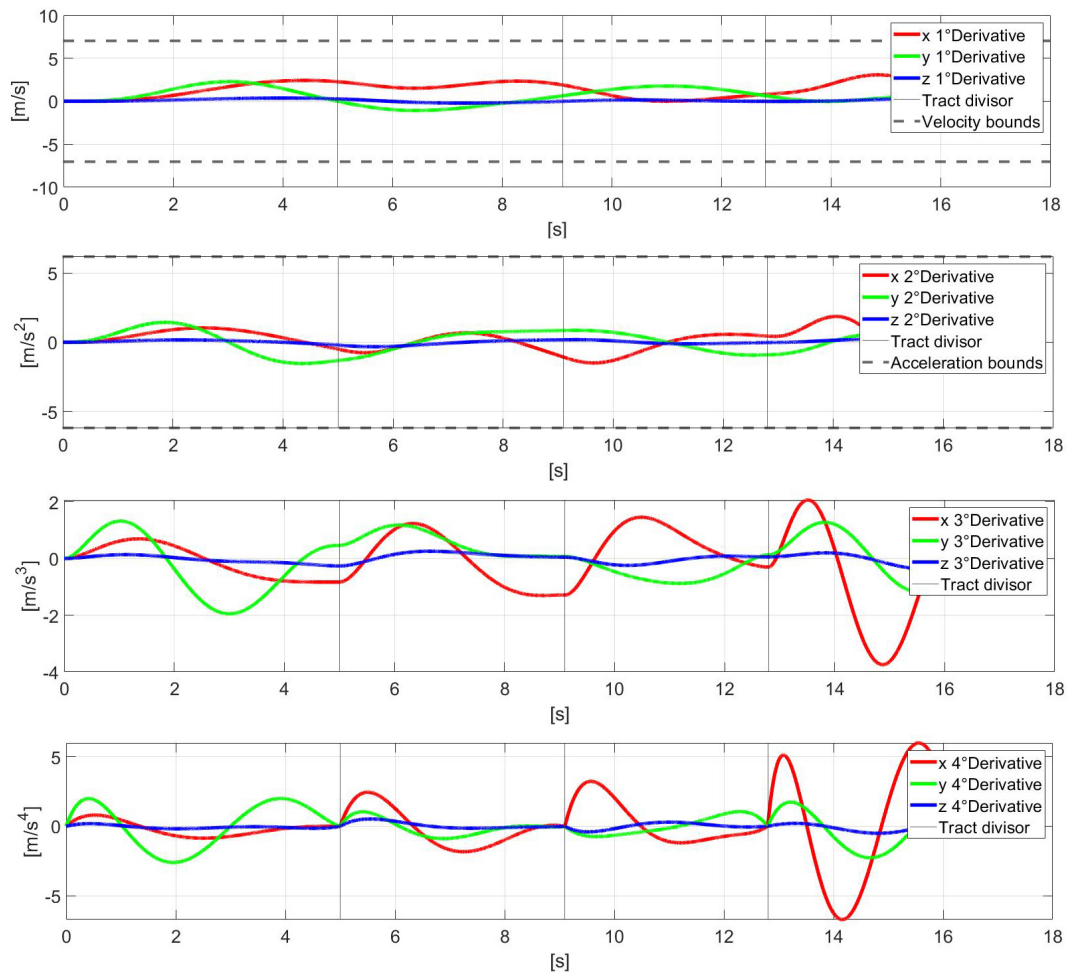 10
5
0
-5
-10
[m/s]
0 2 4 6 8 10 12 14 16 18
[s]
x 1°Derivative
y 1°Derivative
z 1°Derivative
Tract divisor
Velocity bounds
5
0
-5
[m/s²]
0 2 4 6 8 10 12 14 16 18
[s]
x 2°Derivative
y 2°Derivative
z 2°Derivative
Tract divisor
Acceleration bounds
2
0
-2
-4
[m/s³]
0 2 4 6 8 10 12 14 16 18
[s]
x 3°Derivative
y 3°Derivative
z 3°Derivative
Tract divisor
5
0
-5
[m/s⁴]
0 2 4 6 8 10 12 14 16 18
[s]
x 4°Derivative
y 4°Derivative
z 4°Derivative
Tract divisor